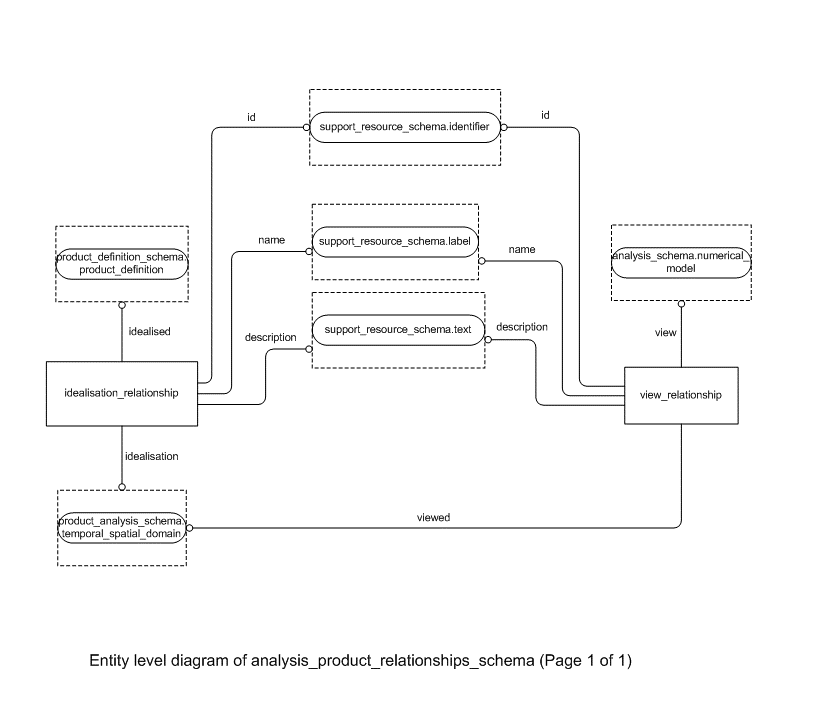 id
support_resource_schema.identifier
id
name
support_resource_schema.label
name
product_definition_schema.
product_definition
analysis_schema.numerical_
model
idealised
description
support_resource_schema.text
description
view
idealisation_relationship
view_relationship
idealisation
product_analysis_schema.
temporal_spatial_domain
viewed
Entity level diagram of analysis_product_relationships_schema (Page 1 of 1)